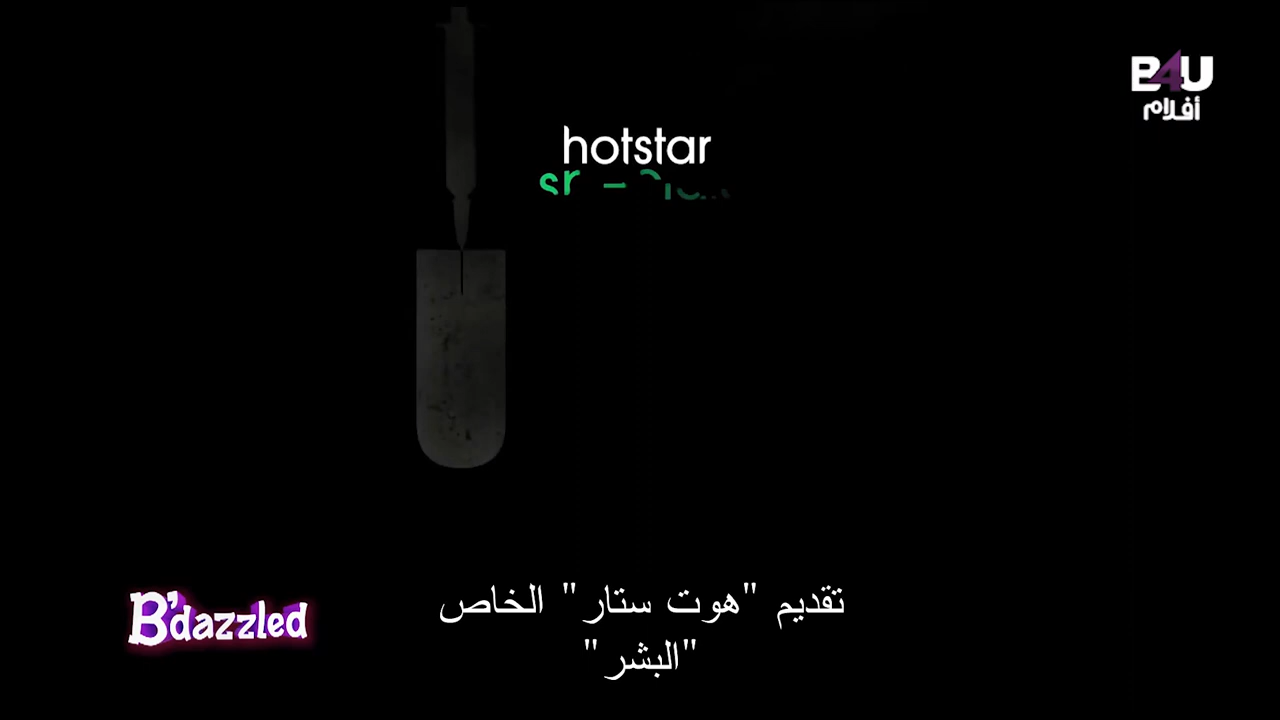 B4U
أفلام
hotstar
B'dazzled
تقديم "هوت ستار" الخاص
"البشر"